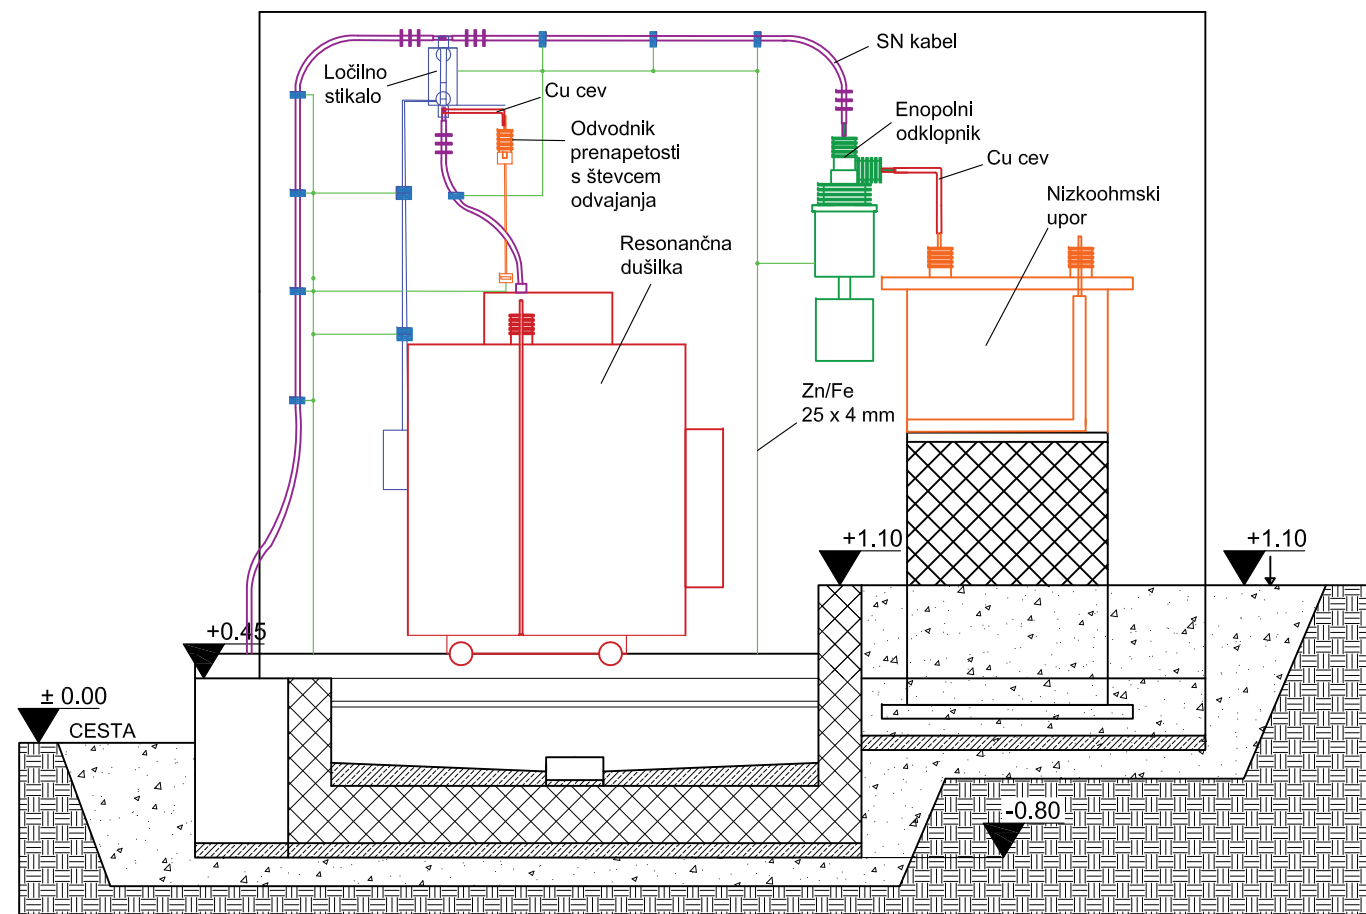 SN kabel
Ločilno
stikalo
Cu cev
Enopolni
odklopnik
Odvodnik
prenapetosti
s števcem
odvajanja
Cu cev
Nizkoohmski
upor
Resonančna
dušilka
Zn/Fe
25 x 4 mm
+1.10
+1.10
+0.45
± 0.00
CESTA
-0.80